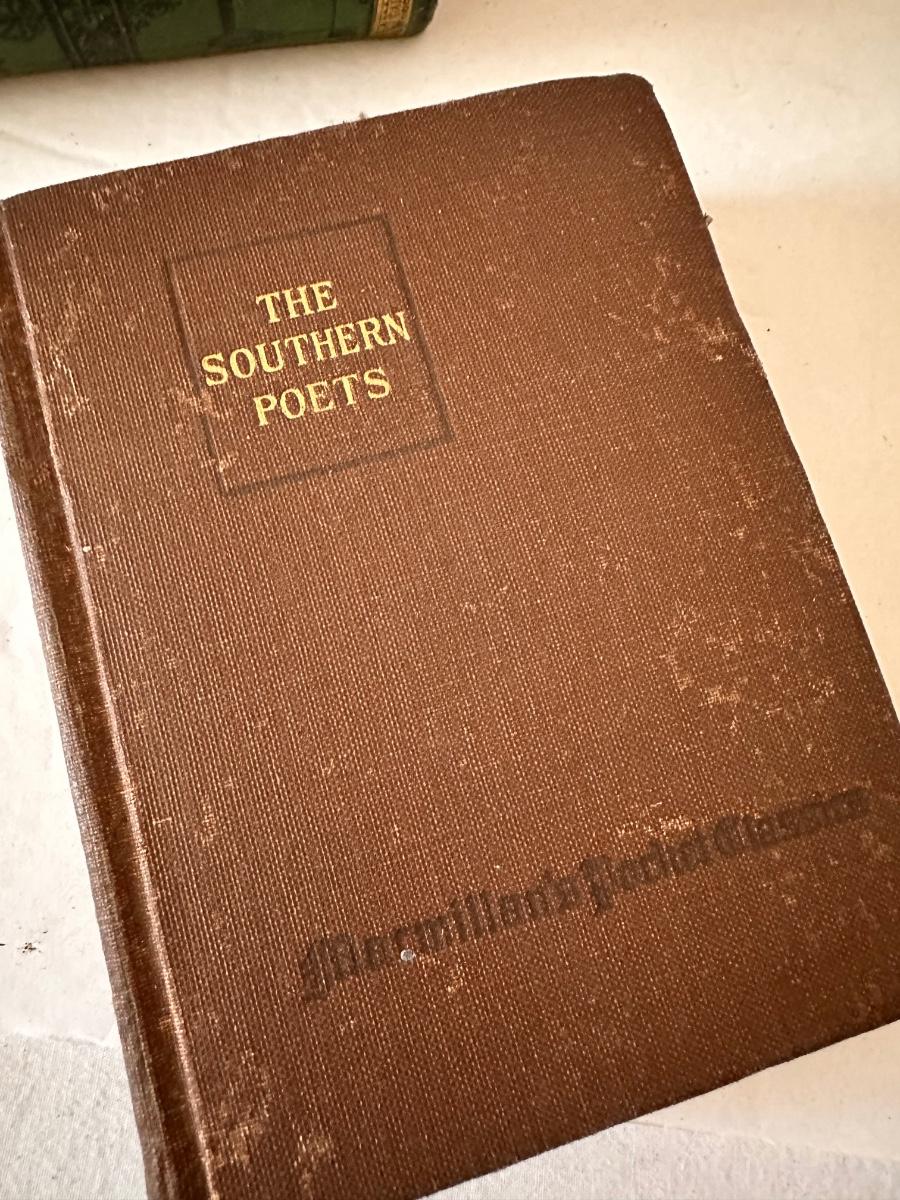 THE
SOUTHERN
POETS
Macmillan's Pocket Classics